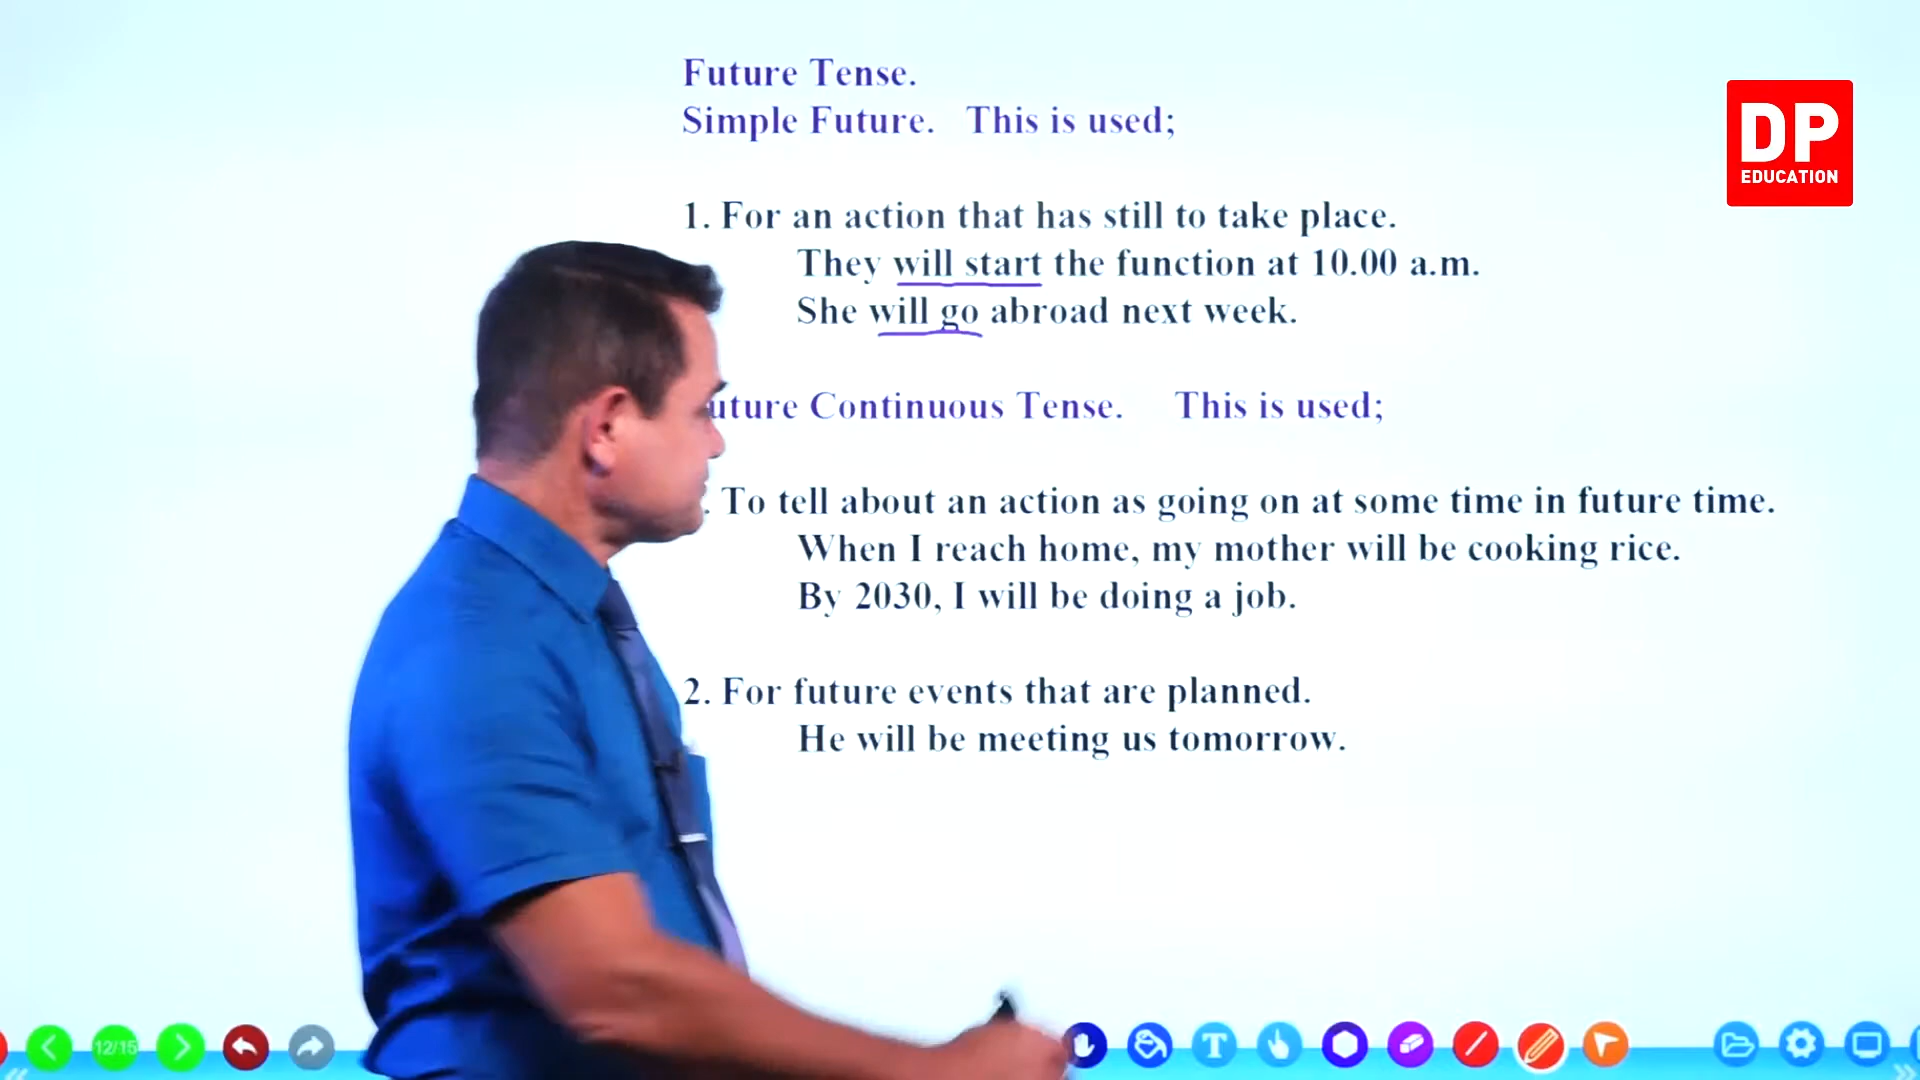 Future Tense.
Simple Future. This is used;
DP
EDUCATION
1. For an action that has still to take place.
They will start the function at 10.00 a.m.
She will go abroad next week.
uture Continuous Tense. This is used;
. To tell about an action as going on at some time in future time.
When I reach home, my mother will be cooking rice.
By 2030, I will be doing a job.
2. For future events that are planned.
He will be meeting us tomorrow.
12/15
T